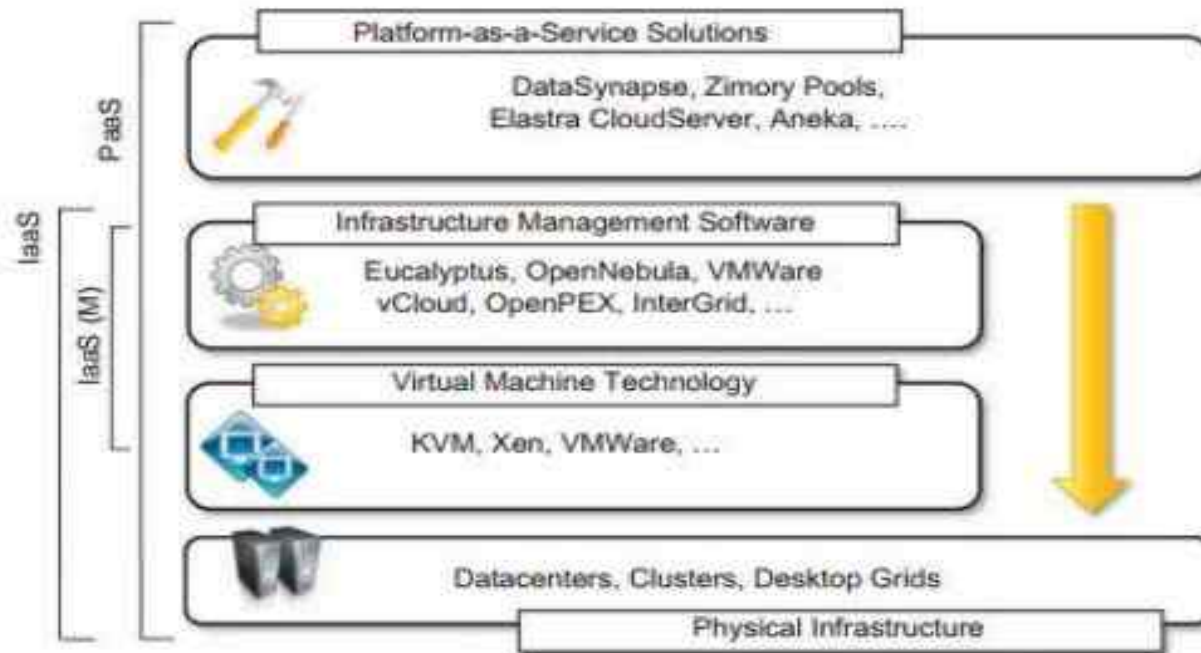 Platform-as-a-Service Solutions
DataSynapse, Zimory Pools,
Elastra CloudServer, Aneka, ....
PaaS
Infrastructure Management Software
Eucalyptus, OpenNebula, VMWare
vCloud, OpenPEX, InterGrid, ...
IaaS
IaaS (M)
Virtual Machine Technology
KVM, Xen, VMWare, ...
Datacenters, Clusters, Desktop Grids
Physical Infrastructure